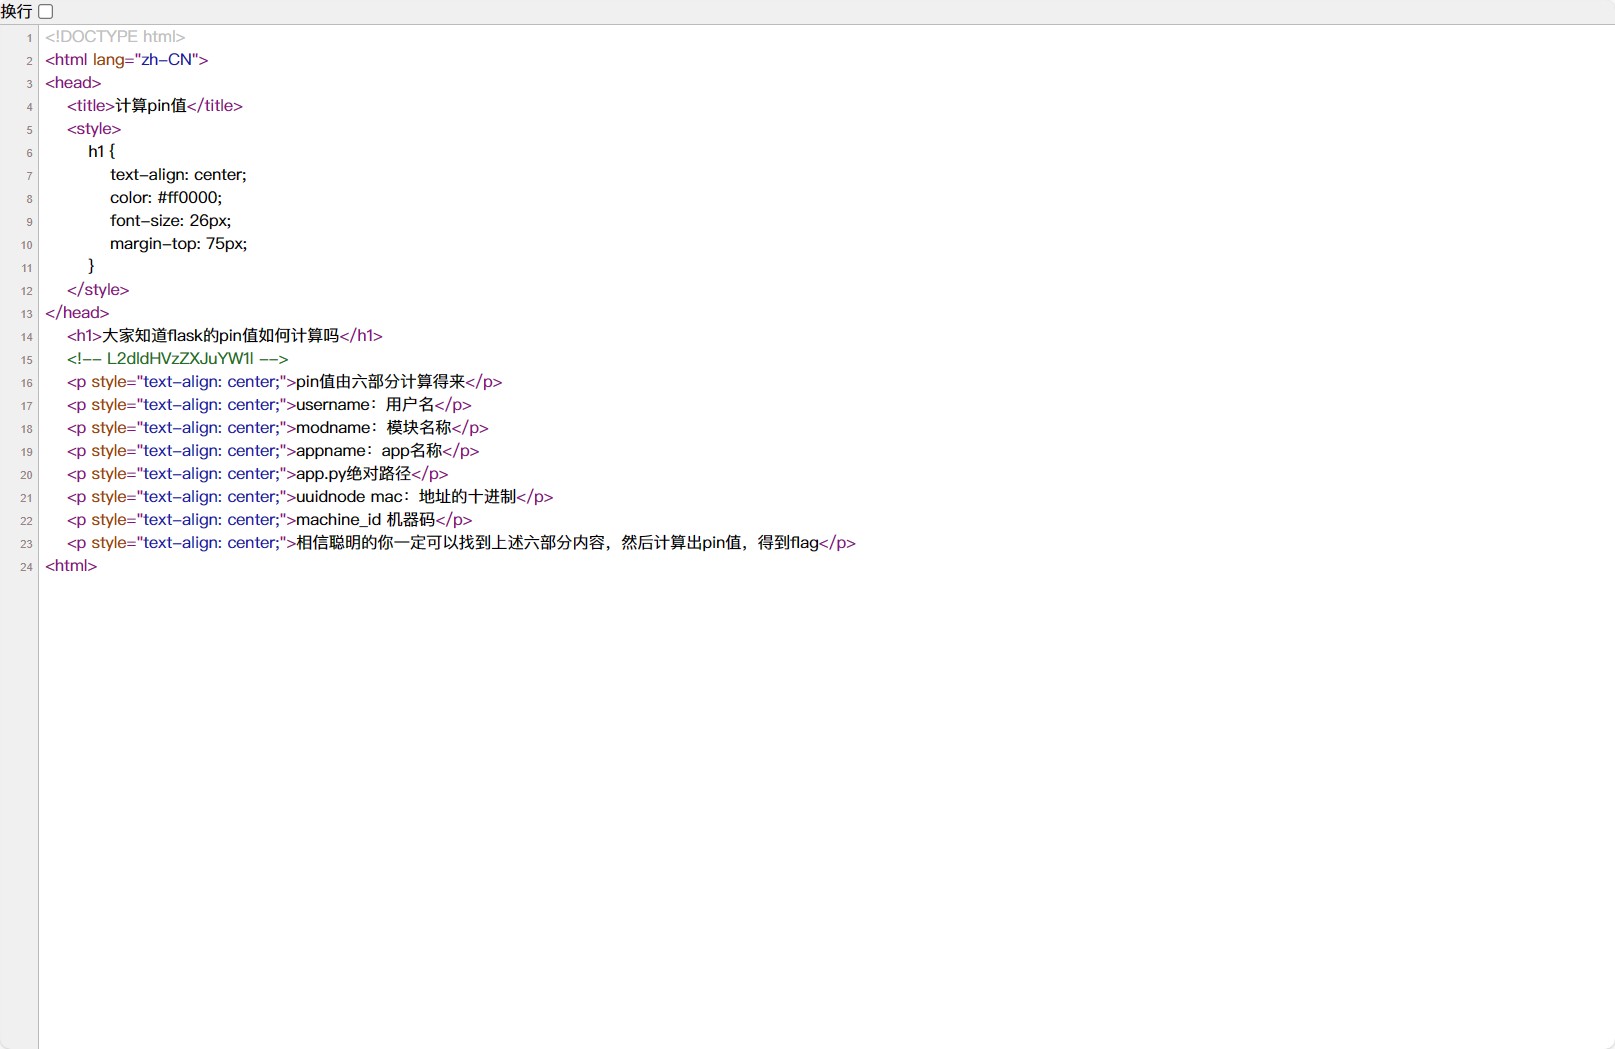 换行
1 <!DOCTYPE html>
2 <html lang="zh-CN">
3 <head>
4 <title>计算pin值</title>
5 <style>
6 h1 {
7 text-align: center;
8 color: #ff0000;
9 font-size: 26px;
10 margin-top: 75px;
11 }
12 </style>
13 </head>
14 <h1>大家知道flask的pin值如何计算吗</h1>
15 <!-- L2dldHVzZXJuYW1l -->
16 <p style="text-align: center;">pin值由六部分计算得来</p>
17 <p style="text-align: center;">username：用户名</p>
18 <p style="text-align: center;">modname：模块名称</p>
19 <p style="text-align: center;">appname：app名称</p>
20 <p style="text-align: center;">app.py绝对路径</p>
21 <p style="text-align: center;">uuidnode mac：地址的十进制</p>
22 <p style="text-align: center;">machine_id 机器码</p>
23 <p style="text-align: center;">相信聪明的你一定可以找到上述六部分内容，然后计算出pin值，得到flag</p>
24 <html>